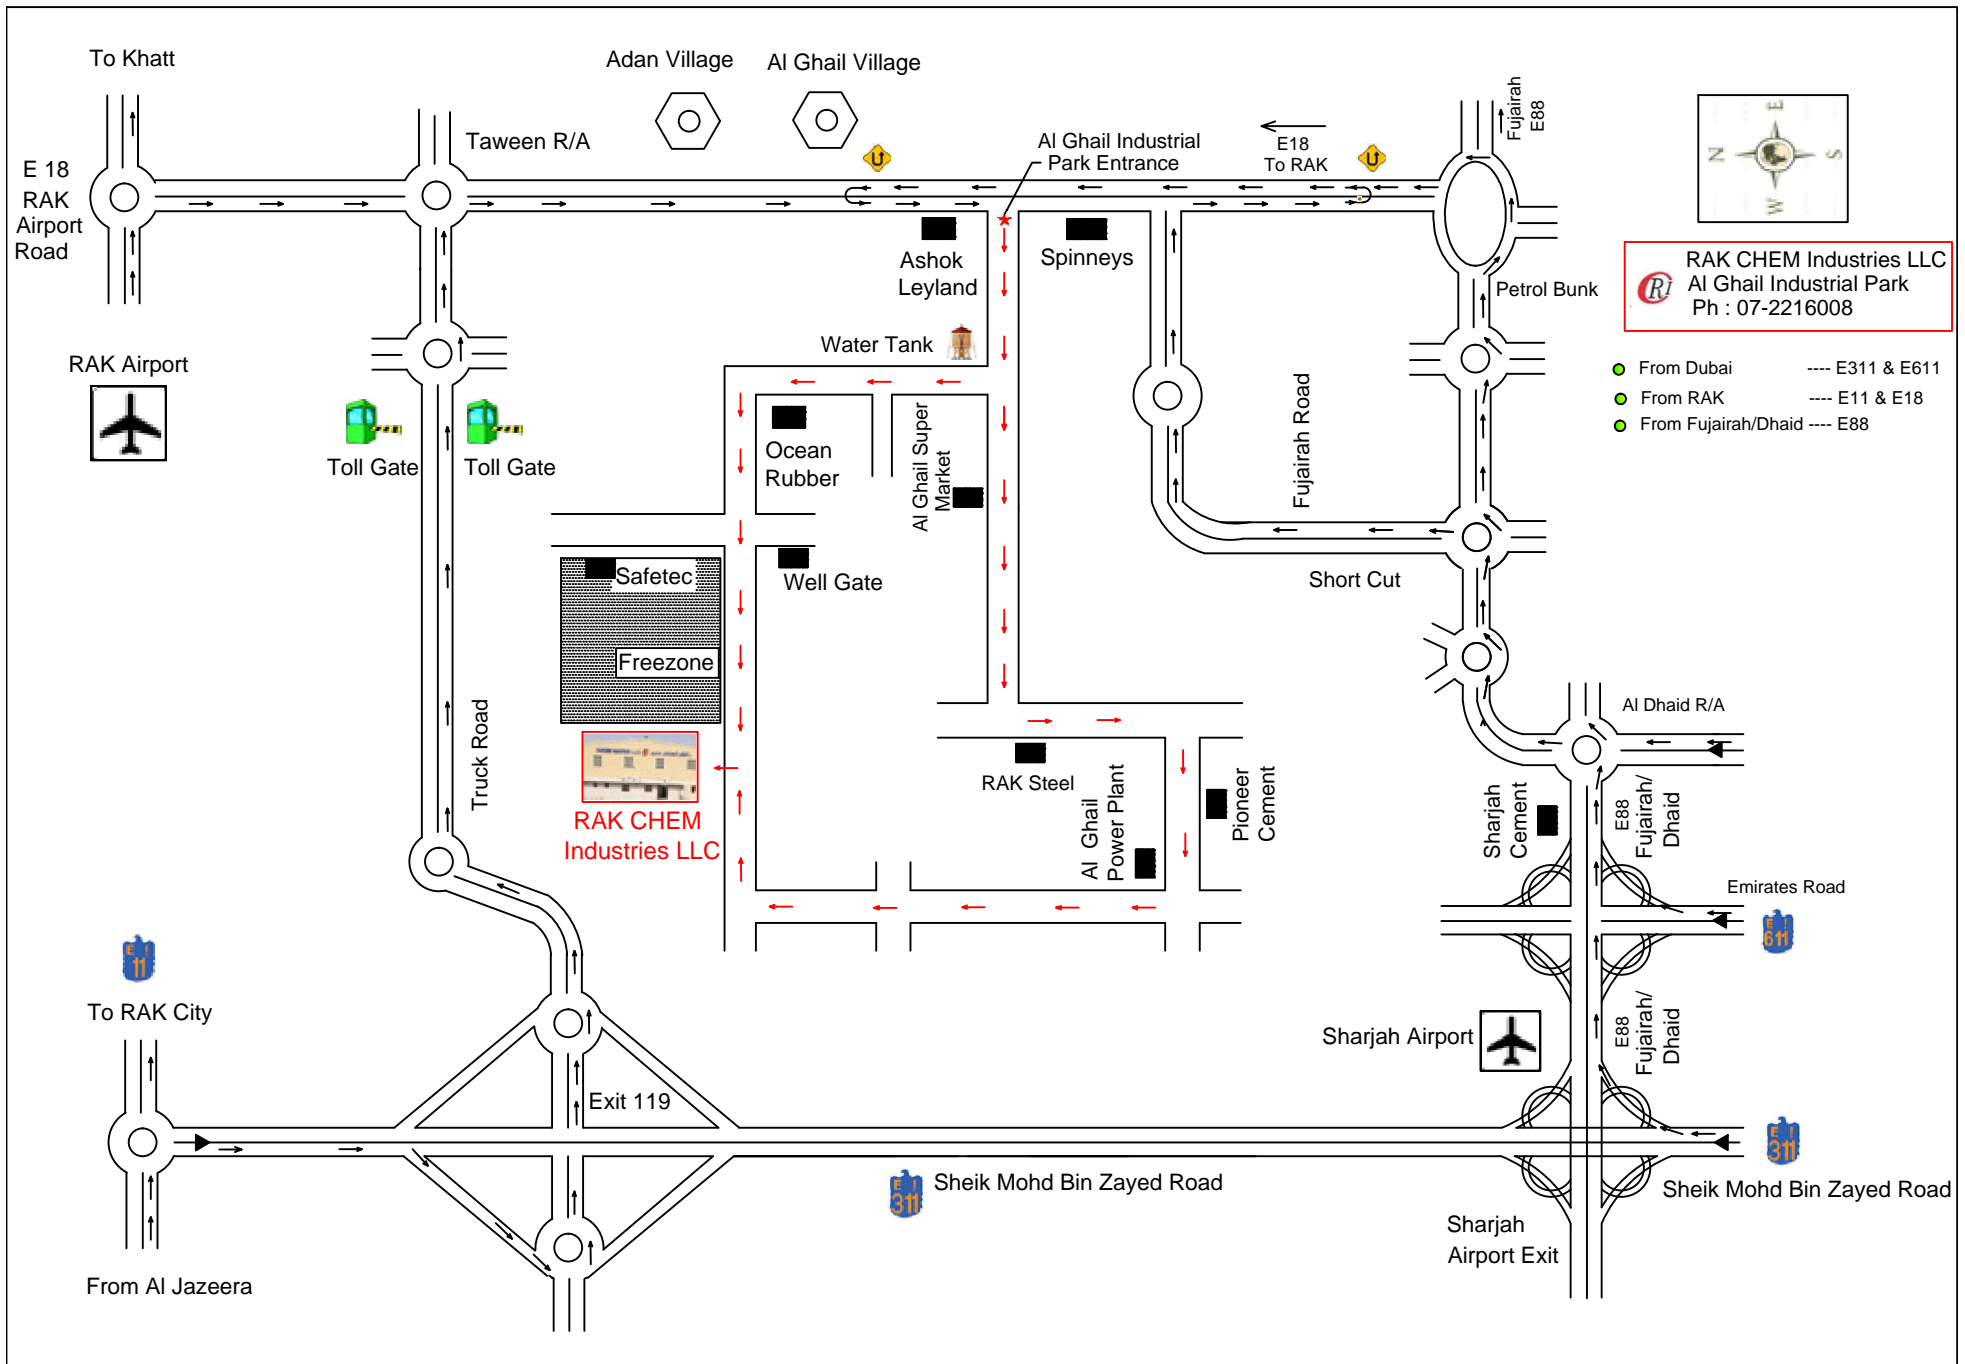 To Khatt
Adan Village
Al Ghail Village
Fujairah
E88
E
N
S
W
Taween R/A
Al Ghail Industrial
Park Entrance
E18
To RAK
E 18
RAK
Airport
Road
Ashok
Leyland
Spinneys
Petrol Bunk
RAK CHEM Industries LLC
CRI
Al Ghail Industrial Park
Ph : 07-2216008
Water Tank
RAK Airport
From Dubai ---- E311 & E611
From RAK ---- E11 & E18
From Fujairah/Dhaid ---- E88
Toll Gate
Toll Gate
Ocean
Rubber
Al Ghail Super
Market
Fujairah Road
Safetec
Well Gate
Short Cut
Freezone
Truck Road
Al Dhaid R/A
RAK Steel
Al Ghail
Power Plant
Pioneer
Cement
Sharjah
Cement
E88
Fujairah/
Dhaid
RAK CHEM
Industries LLC
Emirates Road
E
611
E
11
To RAK City
Sharjah Airport
E88
Fujairah/
Dhaid
Exit 119
E
311
Sheik Mohd Bin Zayed Road
E
311
Sheik Mohd Bin Zayed Road
Sharjah
Airport Exit
From Al Jazeera